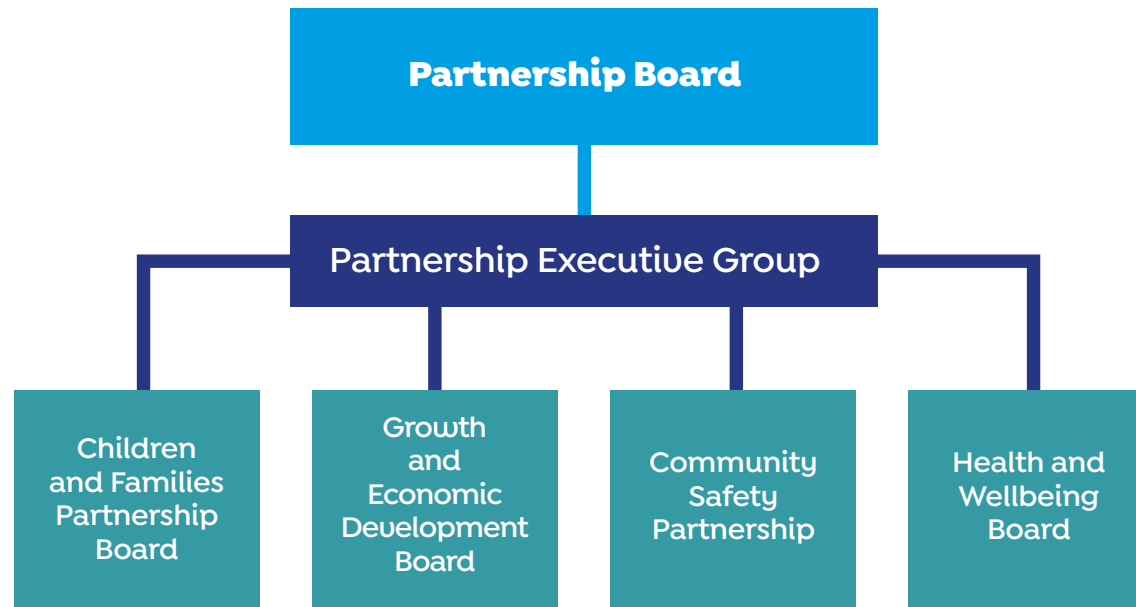 Partnership Board
Partnership Executive Group
Children
and Families
Partnership
Board
Growth
and
Economic
Development
Board
Community
Safety
Partnership
Health and
Wellbeing
Board